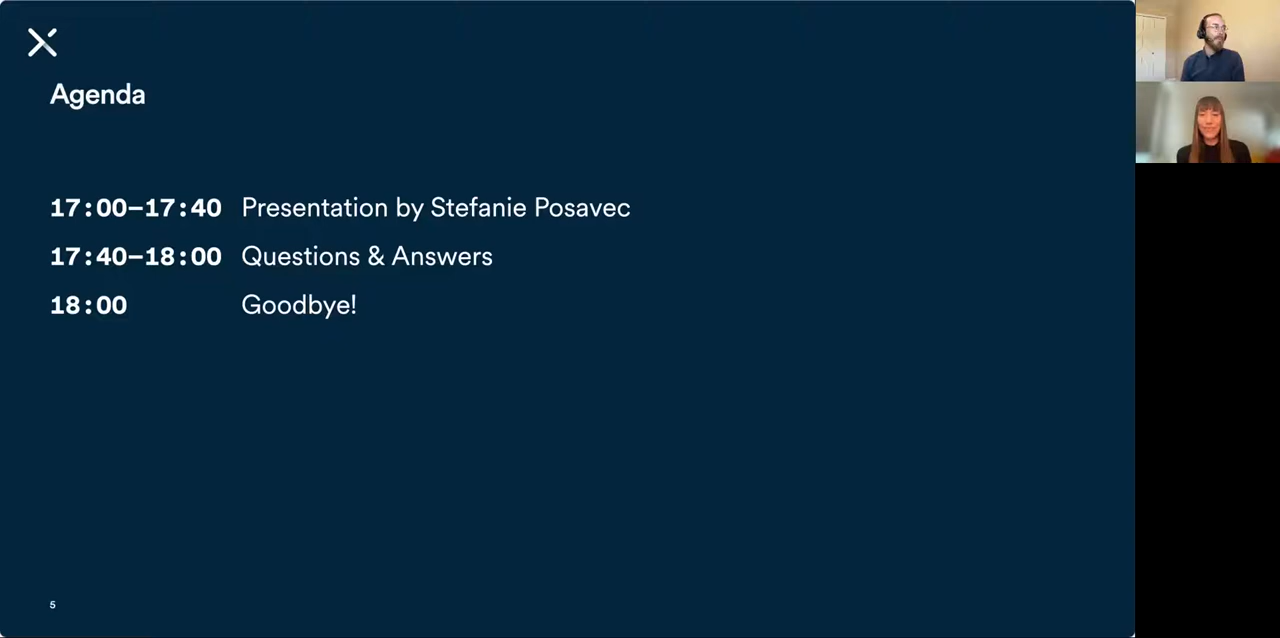 Agenda
17:00–17:40 Presentation by Stefanie Posavec
17:40–18:00 Questions & Answers
18:00 Goodbye!
5